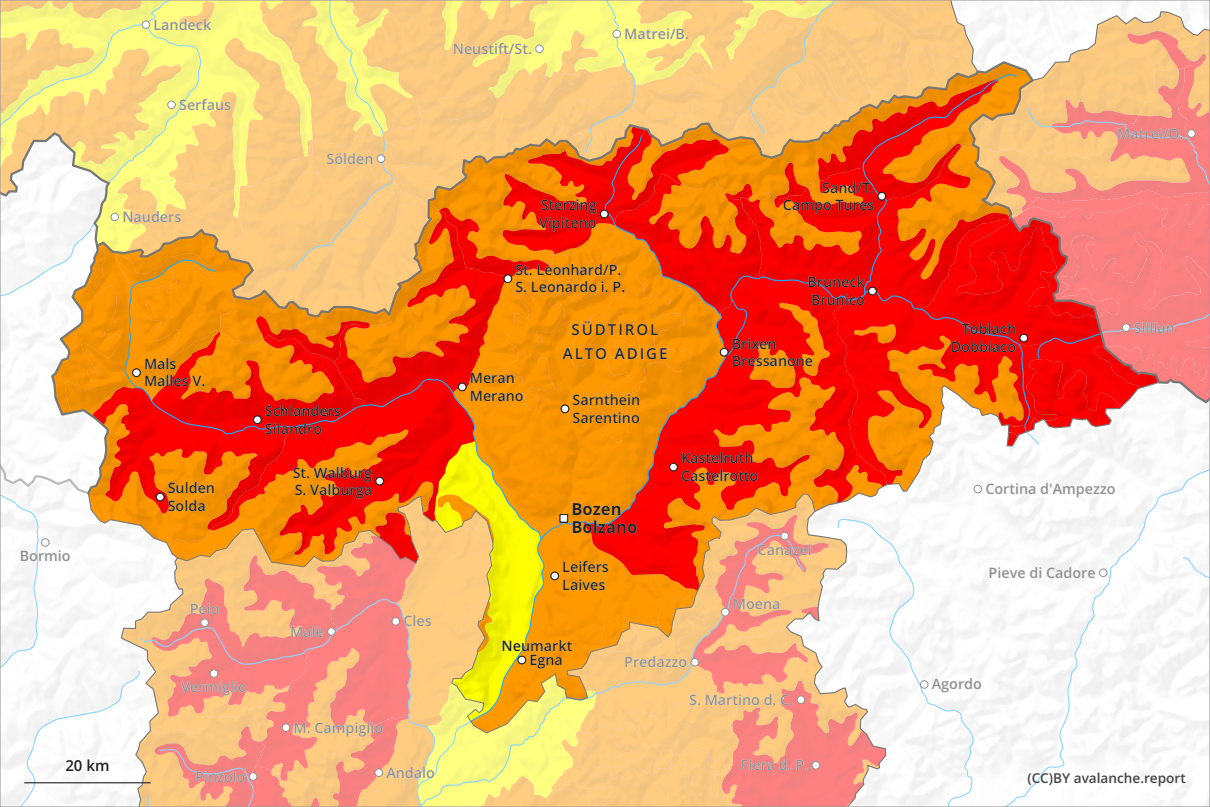 Landeck
Matrei/B.
Neustift/St.
Serfaus
Matrei/O.
Sölden
Sand/T.
Campo Tures
Sterzing
Vipiteno
Nauders
St. Leonhard/P.
S. Leonardo i. P.
Bruneck
Brunico
SÜDTIROL
ALTO ADIGE
Toblach
Dobbiaco
Sillian
Brixen
Bressanone
Mals
Malles V.
Meran
Merano
Sarnthein
Sarentino
Schlanders
Silandro
Kastelruth
Castelrotto
St. Walburg
S. Valburga
Sulden
Solda
Cortina d'Ampezzo
Bozen
Bolzano
Bormio
Canazei
Leifers
Laives
Pieve di Cadore
Peio
Moena
Cles
Malè
Neumarkt
Egna
Predazzo
Vermiglio
Agordo
S. Martino d. C.
M. Campiglio
Fiera d. P.
20 km
Pinzolo
Andalo
(CC)BY avalanche.report